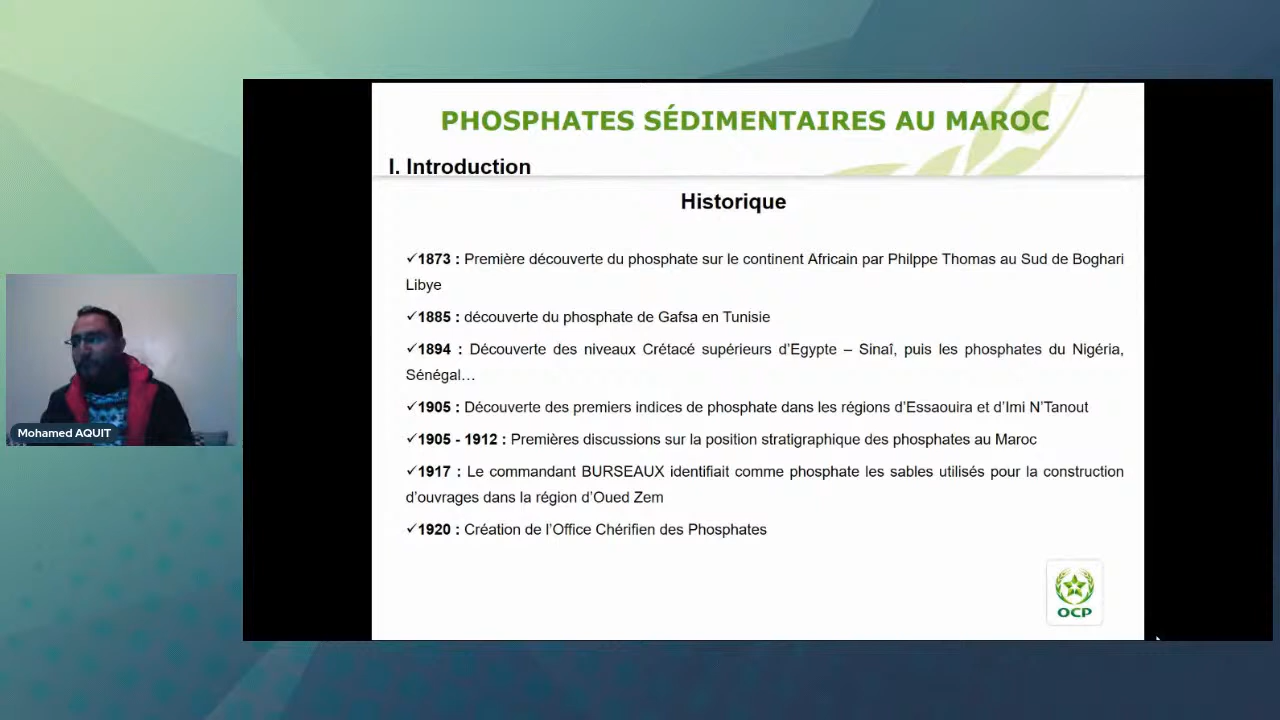 PHOSPHATES SÉDIMENTAIRES AU MAROC
I. Introduction
Historique
✓1873 : Première découverte du phosphate sur le continent Africain par Philppe Thomas au Sud de Boghari
Libye
✓1885 : découverte du phosphate de Gafsa en Tunisie
✓1894 : Découverte des niveaux Crétacé supérieurs d'Egypte – Sinaî, puis les phosphates du Nigéria,
Sénégal…
✓1905 : Découverte des premiers indices de phosphate dans les régions d'Essaouira et d'Imi N'Tanout
✓1905 - 1912 : Premières discussions sur la position stratigraphique des phosphates au Maroc
✓1917 : Le commandant BURSEAUX identifiait comme phosphate les sables utilisés pour la construction
d'ouvrages dans la région d'Oued Zem
✓1920 : Création de l'Office Chérifien des Phosphates
OCP
Mohamed AQUIT